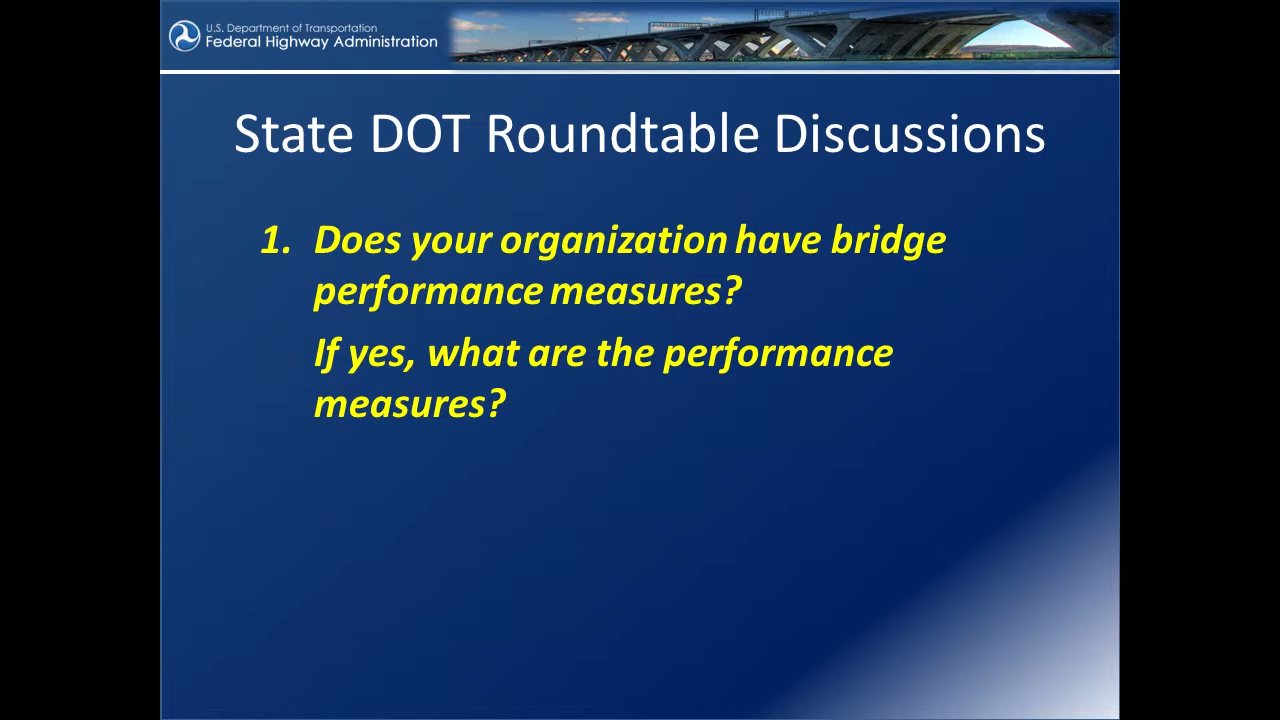 U.S. Department of Transportation
Federal Highway Administration
State DOT Roundtable Discussions
1. Does your organization have bridge
performance measures?
If yes, what are the performance
measures?